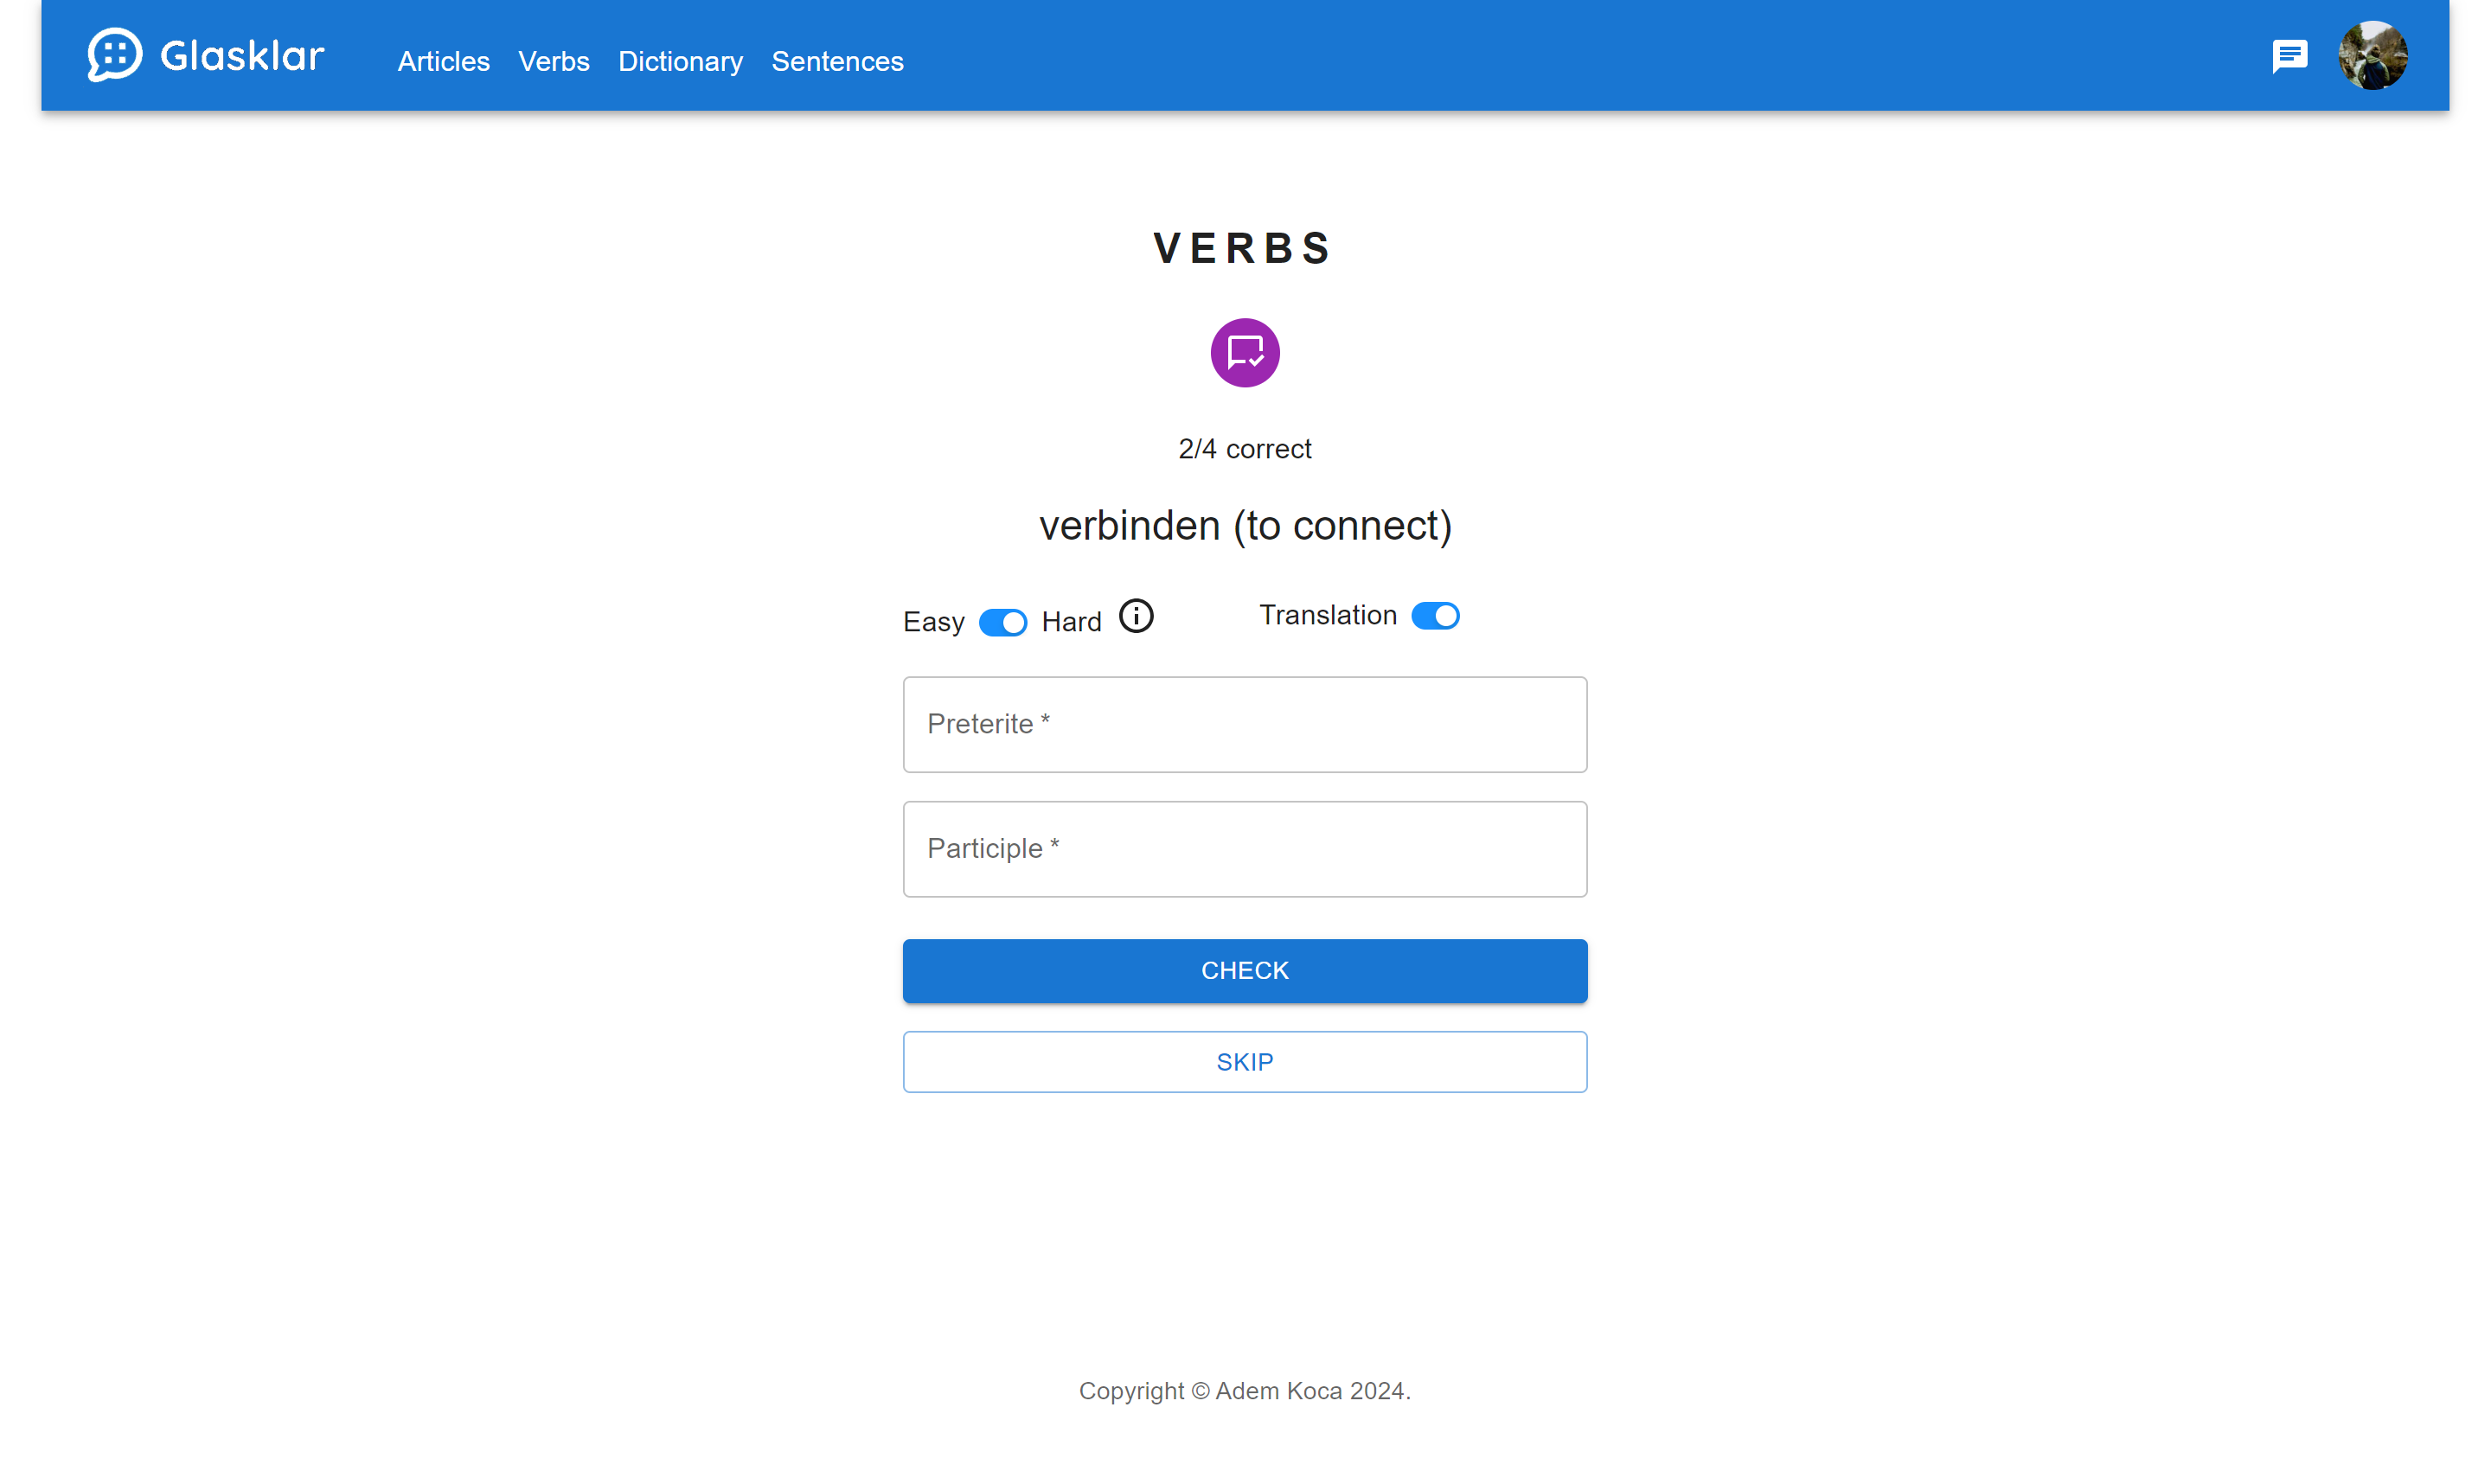 Glasklar Articles Verbs Dictionary Sentences
VERBS
2/4 correct
verbinden (to connect)
Easy Hard Translation
Preterite *
Participle *
CHECK
SKIP
Copyright © Adem Koca 2024.